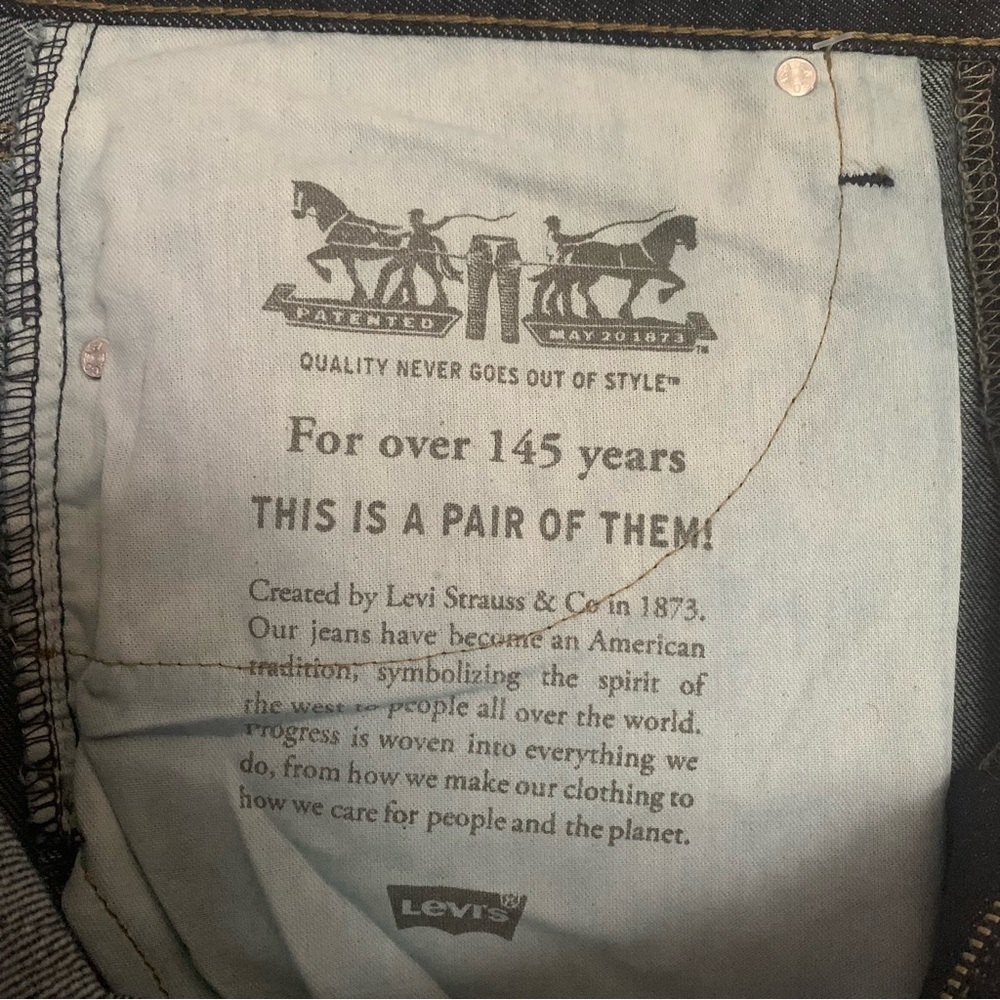 PATENTED
MAY 20 1873 ™
QUALITY NEVER GOES OUT OF STYLE™
For over 145 years
THIS IS A PAIR OF THEM!
Created by Levi Strauss & Co in 1873.
Our jeans have become an American
tradition, symbolizing the spirit of
the west to people all over the world.
Progress is woven into everything we
do, from how we make our clothing to
how we care for people and the planet.
LEVI'S ®